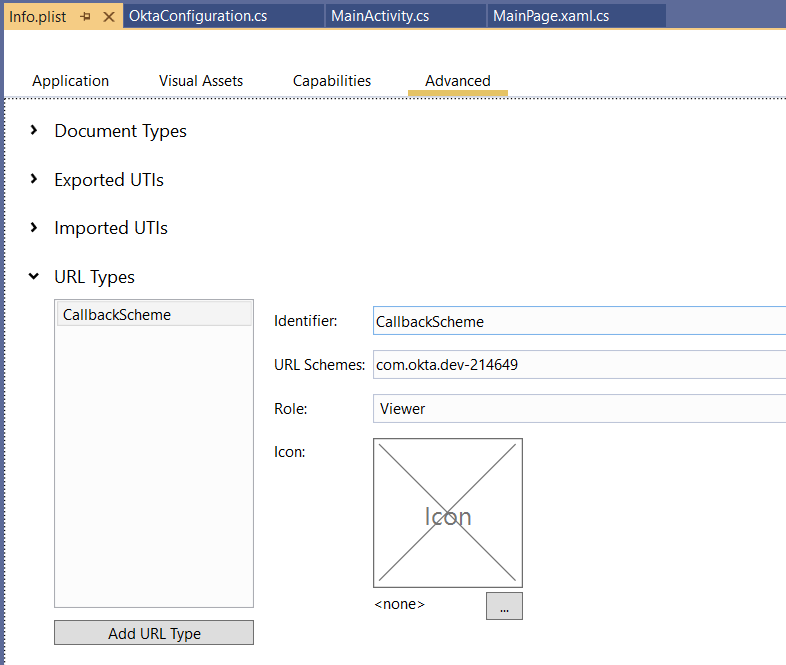 Info.plist OktaConfiguration.cs MainActivity.cs MainPage.xaml.cs
Application Visual Assets Capabilities Advanced
Document Types
Exported UTIs
Imported UTIs
URL Types
CallbackScheme
Identifier: CallbackScheme
URL Schemes: com.okta.dev-214649
Role: Viewer
Icon:
Icon
<none> ...
Add URL Type